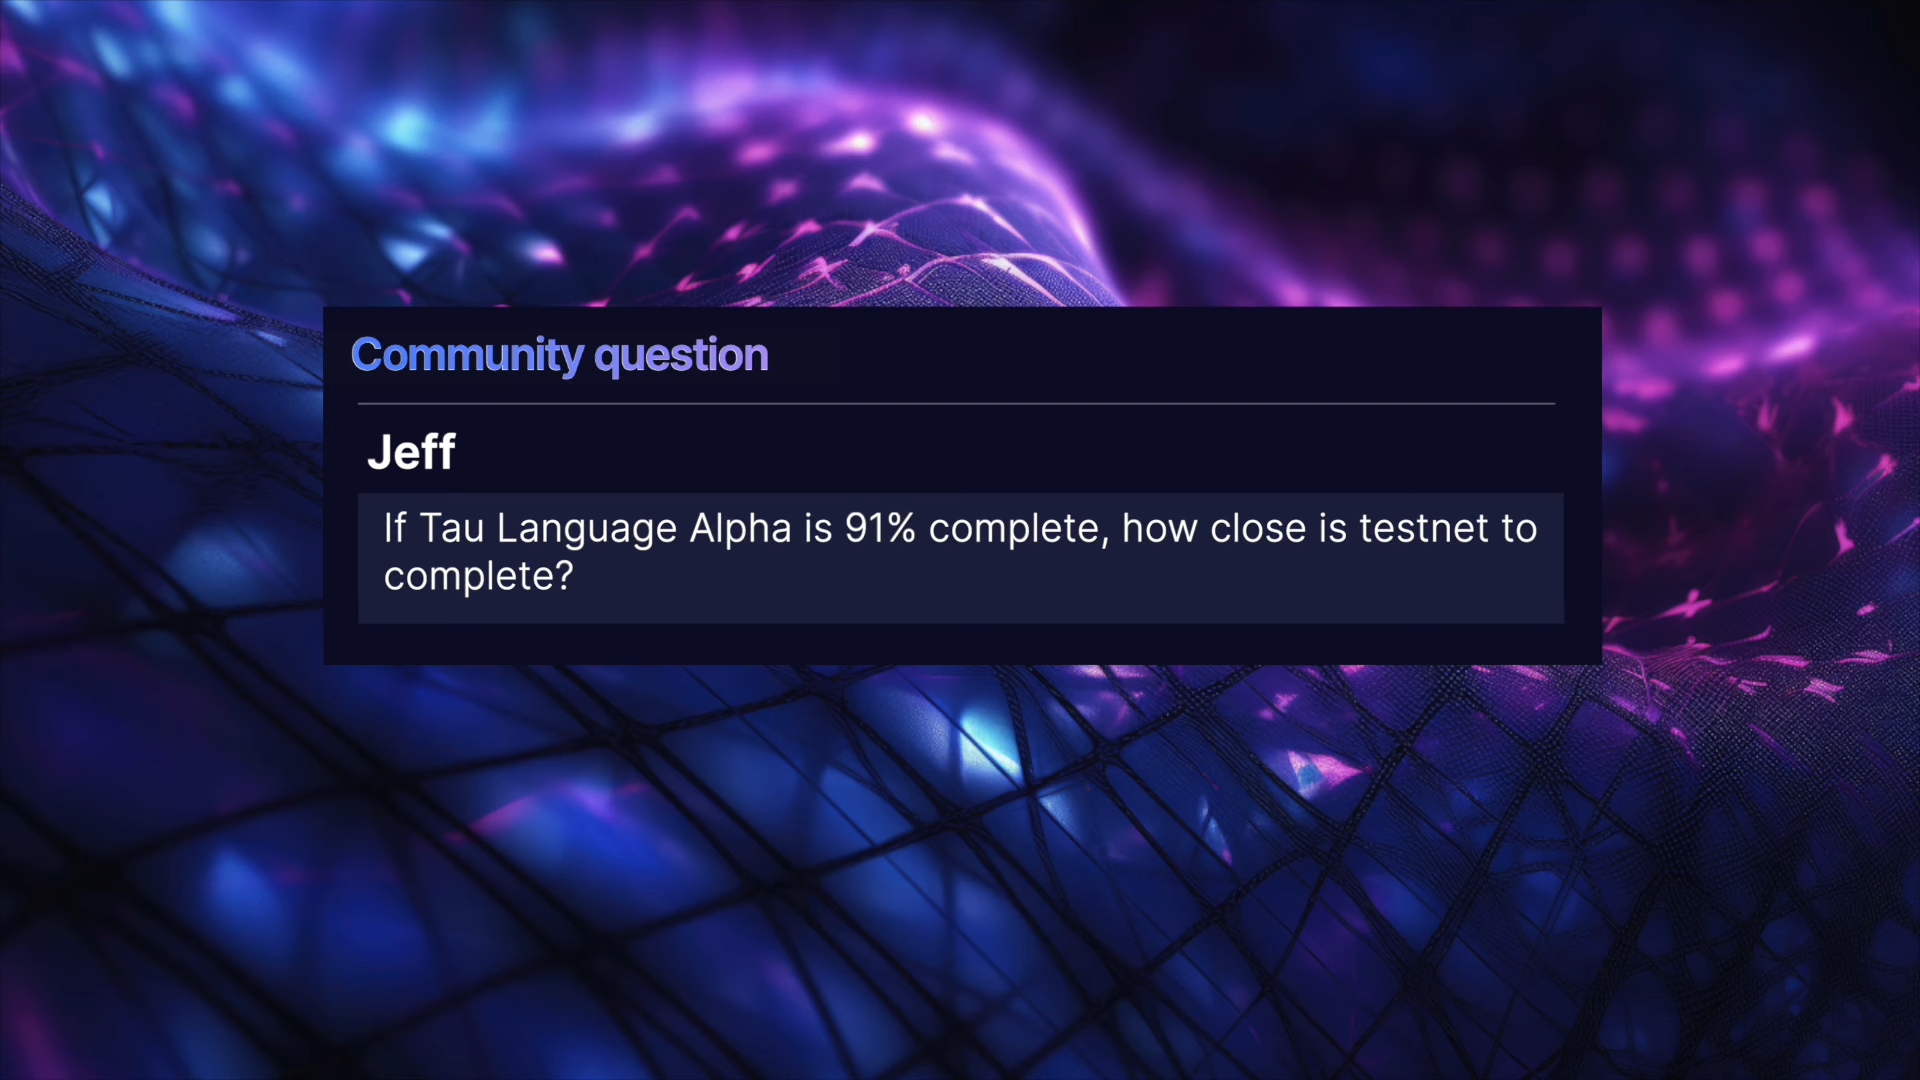 Community question
Jeff
If Tau Language Alpha is 91% complete, how close is testnet to
complete?